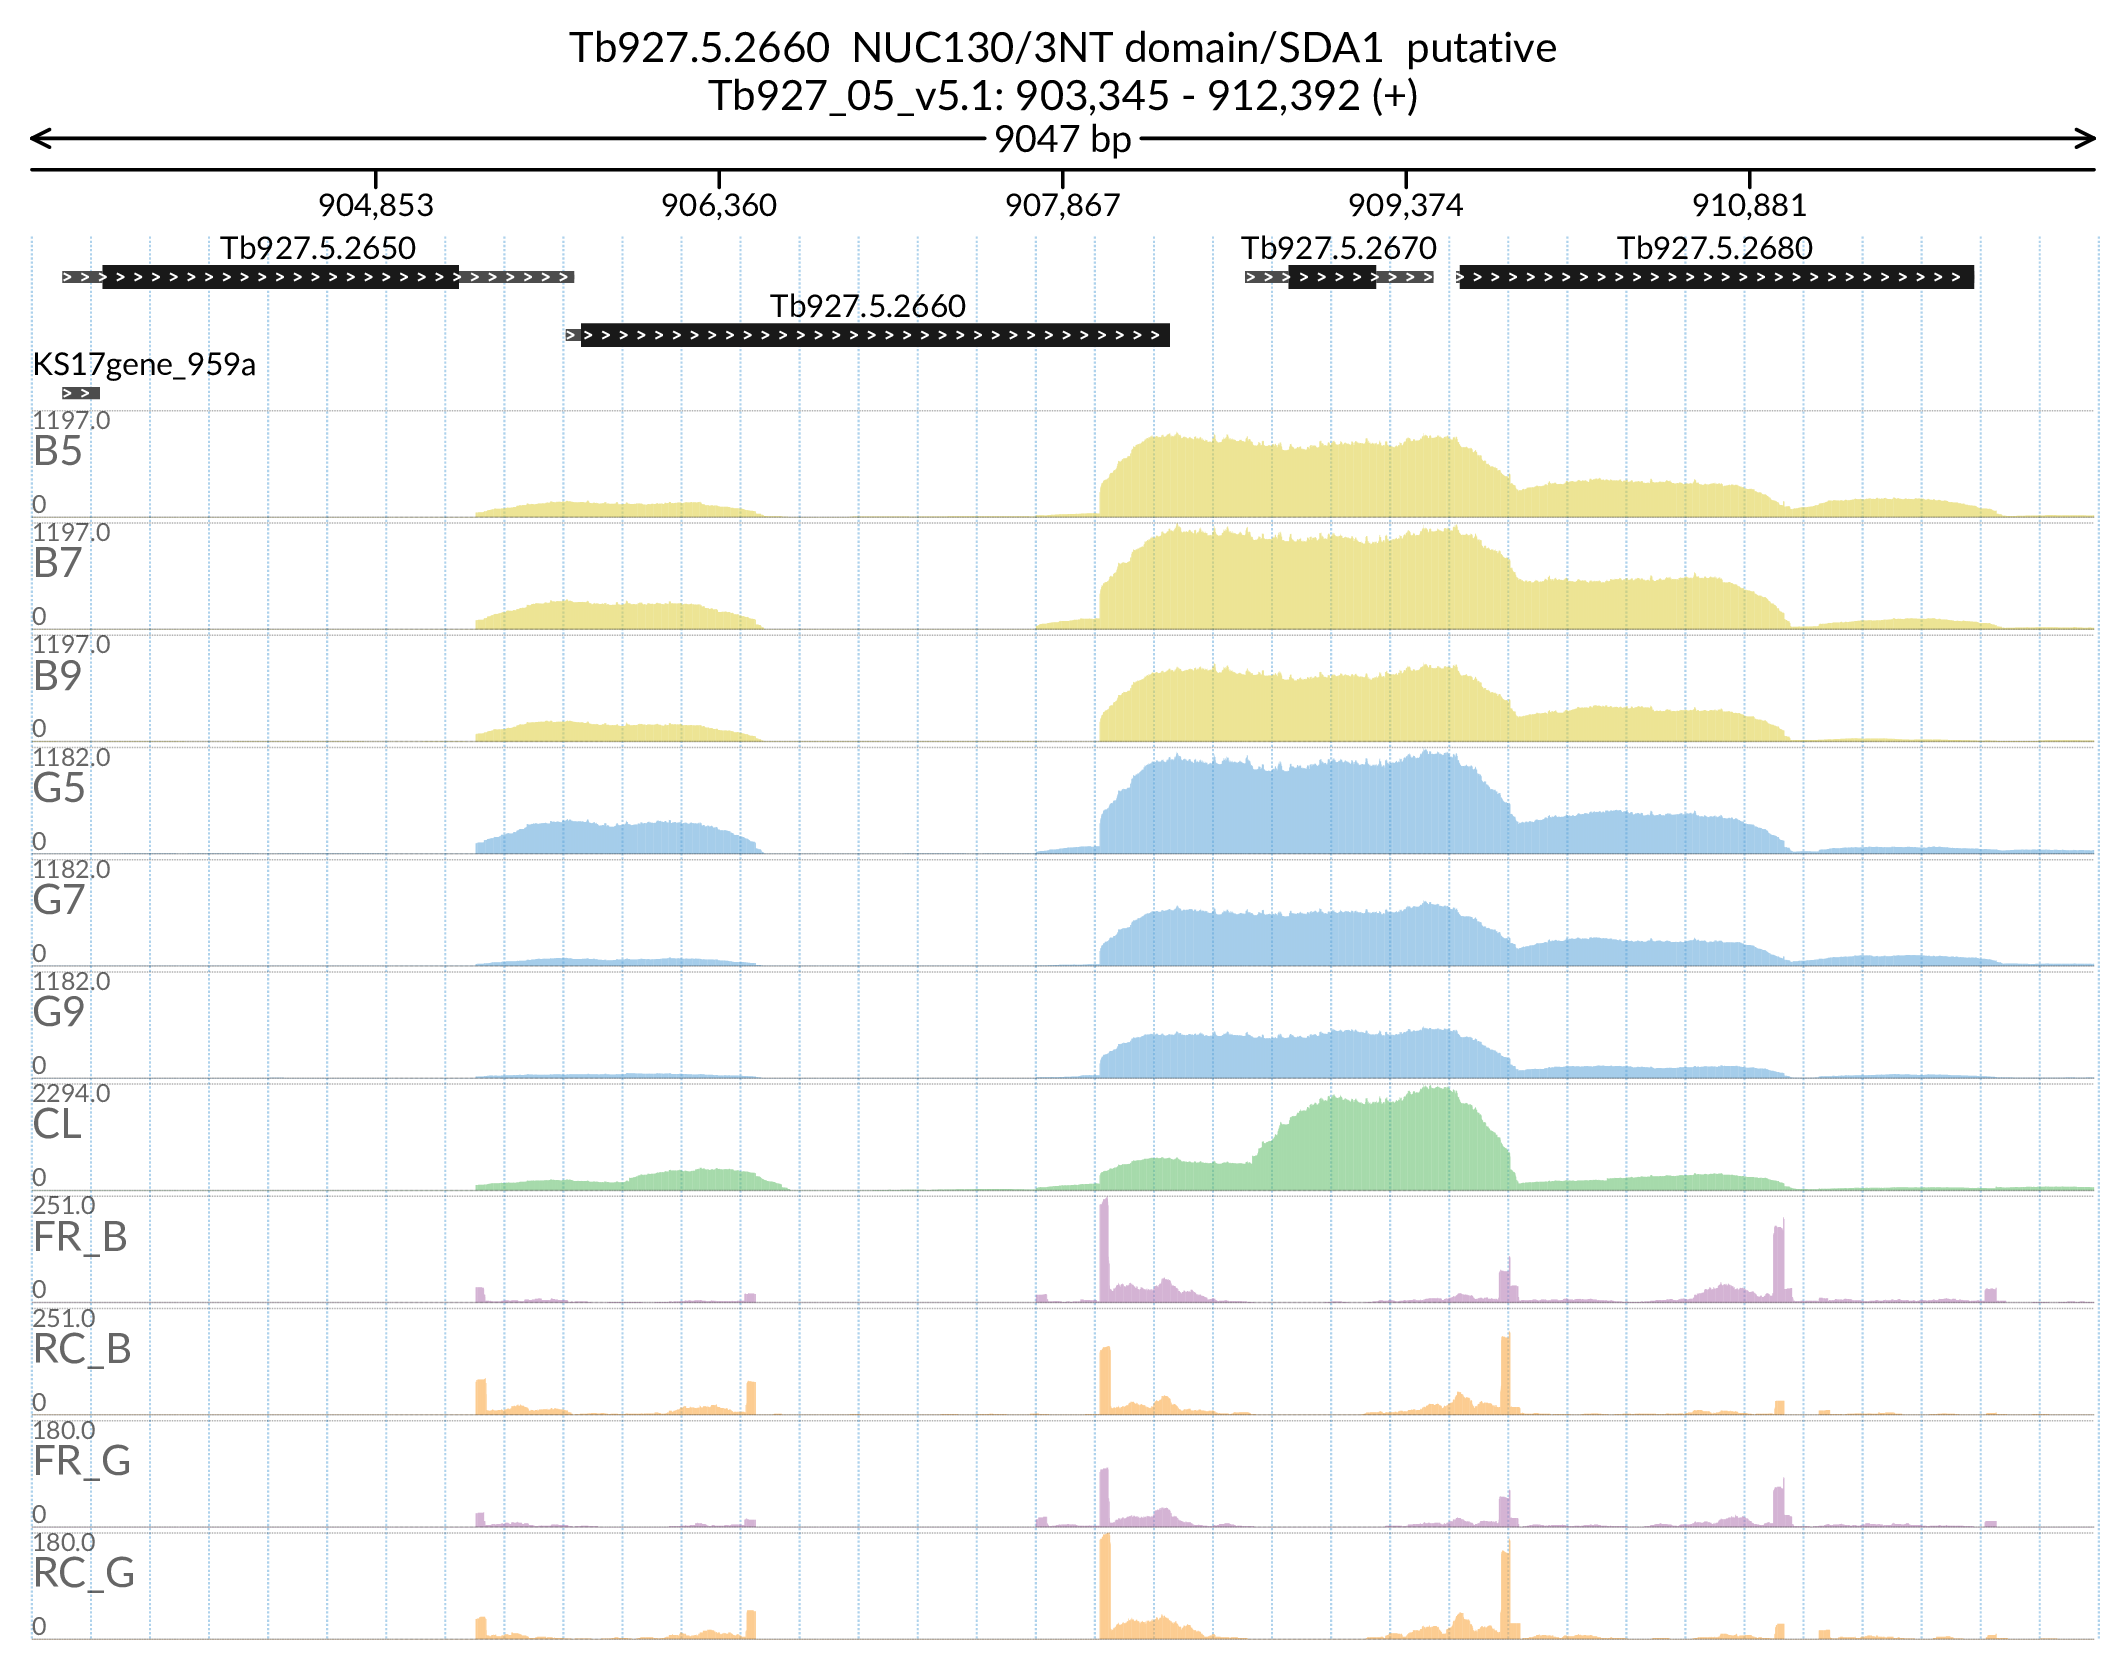 Tb927.5.2660  NUC130/3NT domain/SDA1  putative
Tb927_05_v5.1: 903,345 - 912,392 (+)
9047 bp
904,853 906,360 907,867 909,374 910,881
Tb927.5.2650 Tb927.5.2670 Tb927.5.2680
Tb927.5.2660
KS17gene_959a
1197.0
B5
0
1197.0
B7
0
1197.0
B9
0
1182.0
G5
0
1182.0
G7
0
1182.0
G9
0
2294.0
CL
0
251.0
FR_B
0
251.0
RC_B
0
180.0
FR_G
0
180.0
RC_G
0